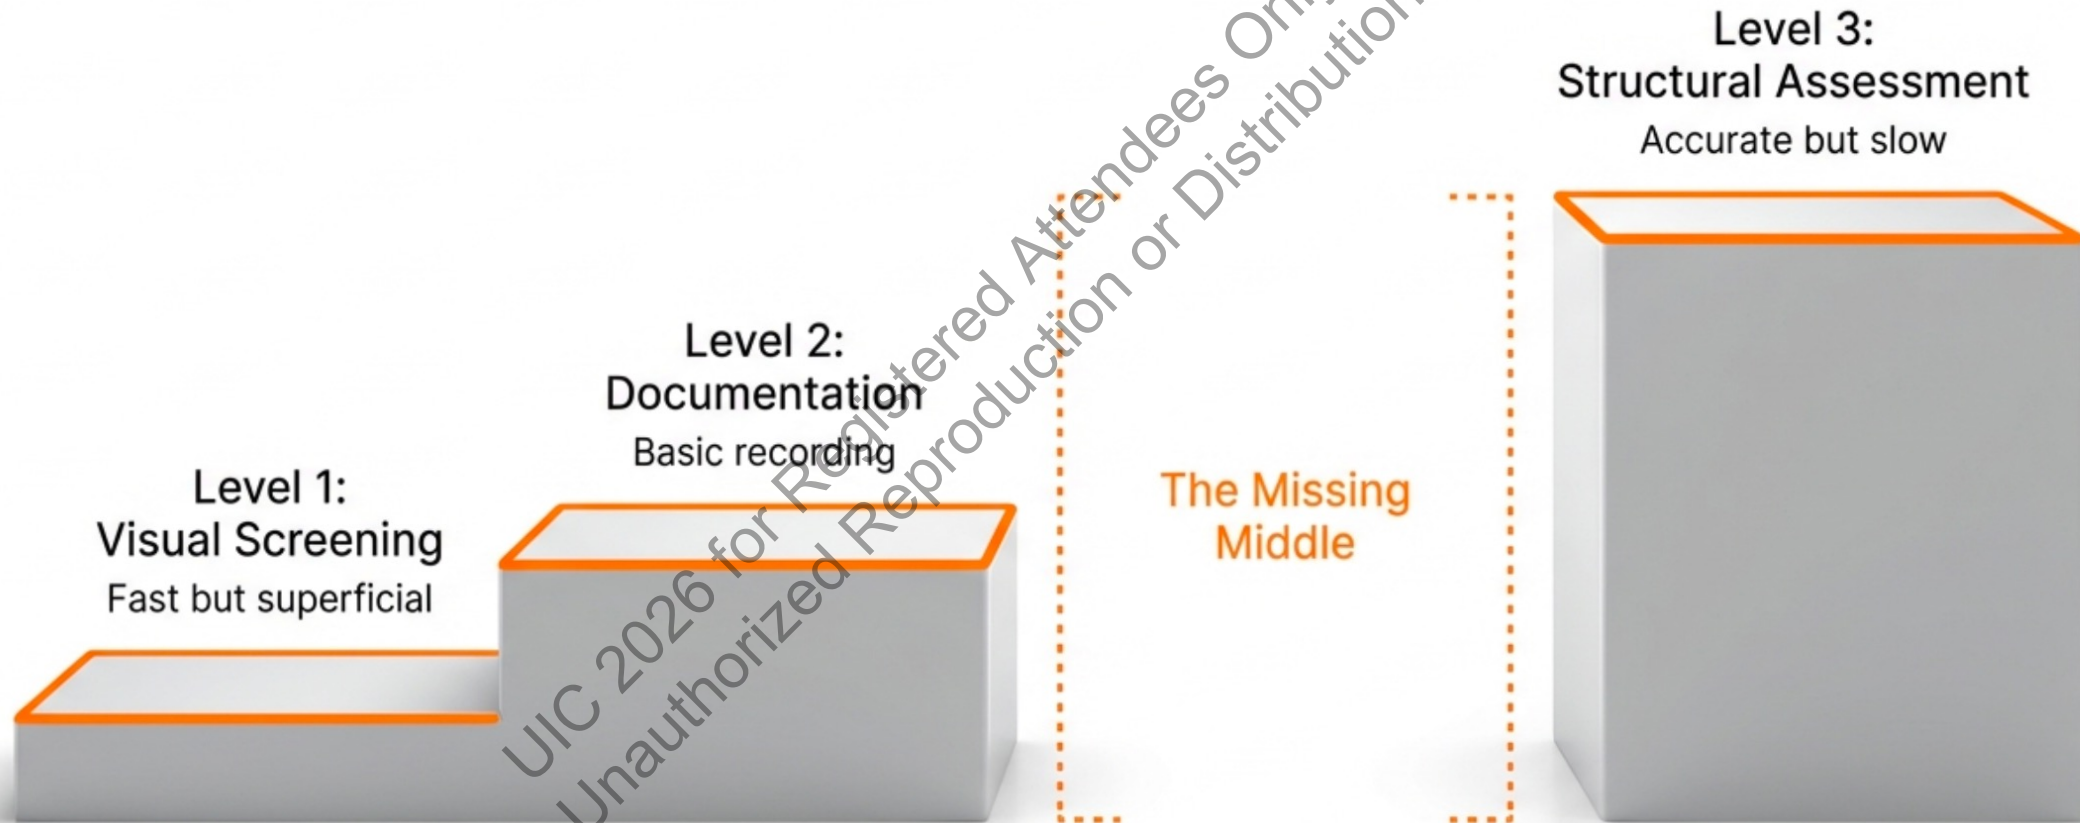 Level 1:
Visual Screening
Fast but superficial
Level 2:
Documentation
Basic recording
The Missing
Middle
Level 3:
Structural Assessment
Accurate but slow
UIC 2026 for Registered Attendees Only
Unauthorized Reproduction or Distribution